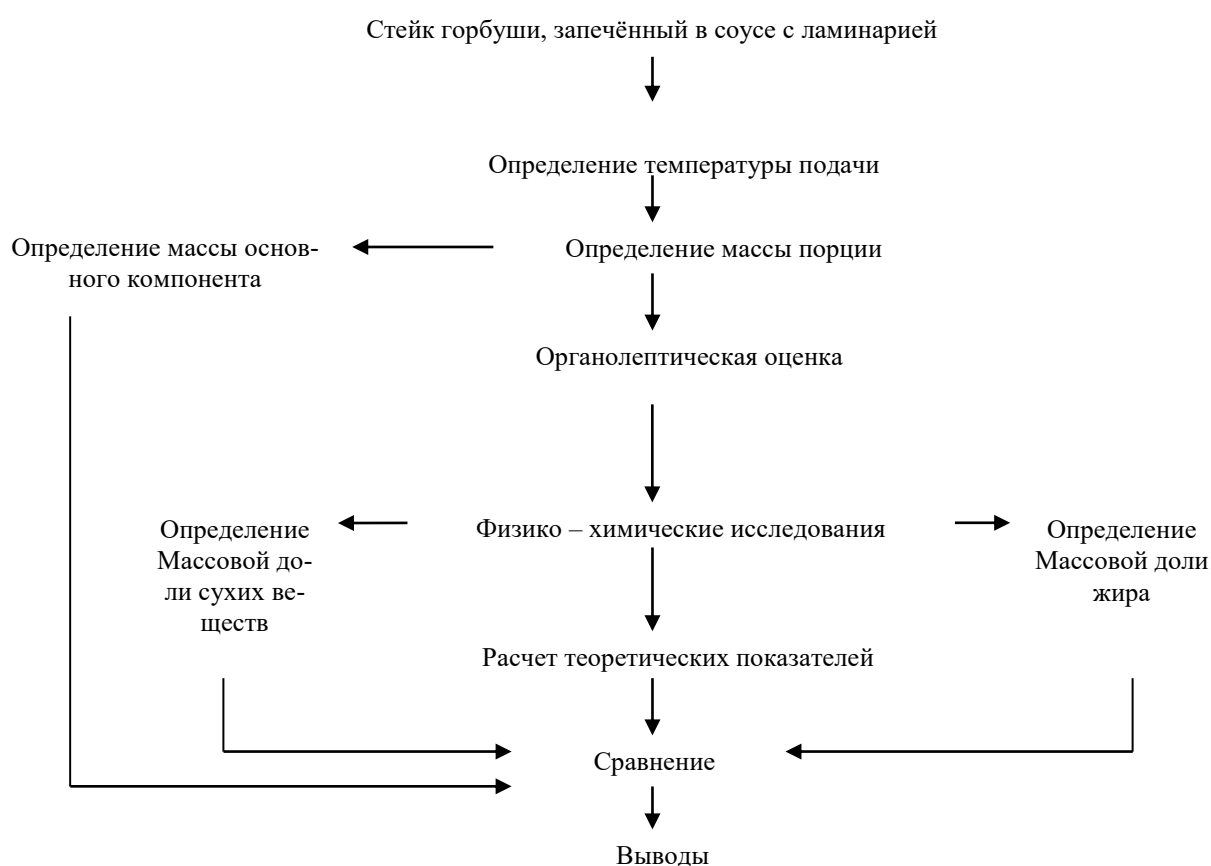 Стейк горбуши, запечённый в соусе с ламинарией
Определение температуры подачи
Определение массы основ-
ного компонента
Определение массы порции
Органолептическая оценка
Определение
Массовой до-
ли сухих ве-
ществ
Физико – химические исследования
Определение
Массовой доли
жира
Расчет теоретических показателей
Сравнение
Выводы